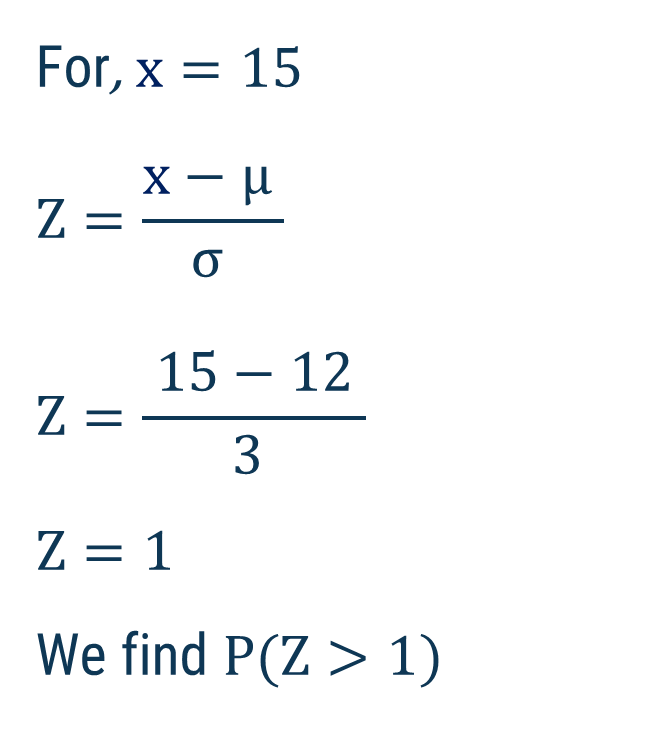 For, x = 15
Z = x − μ / σ
Z = 15 − 12 / 3
Z = 1
We find P(Z > 1)